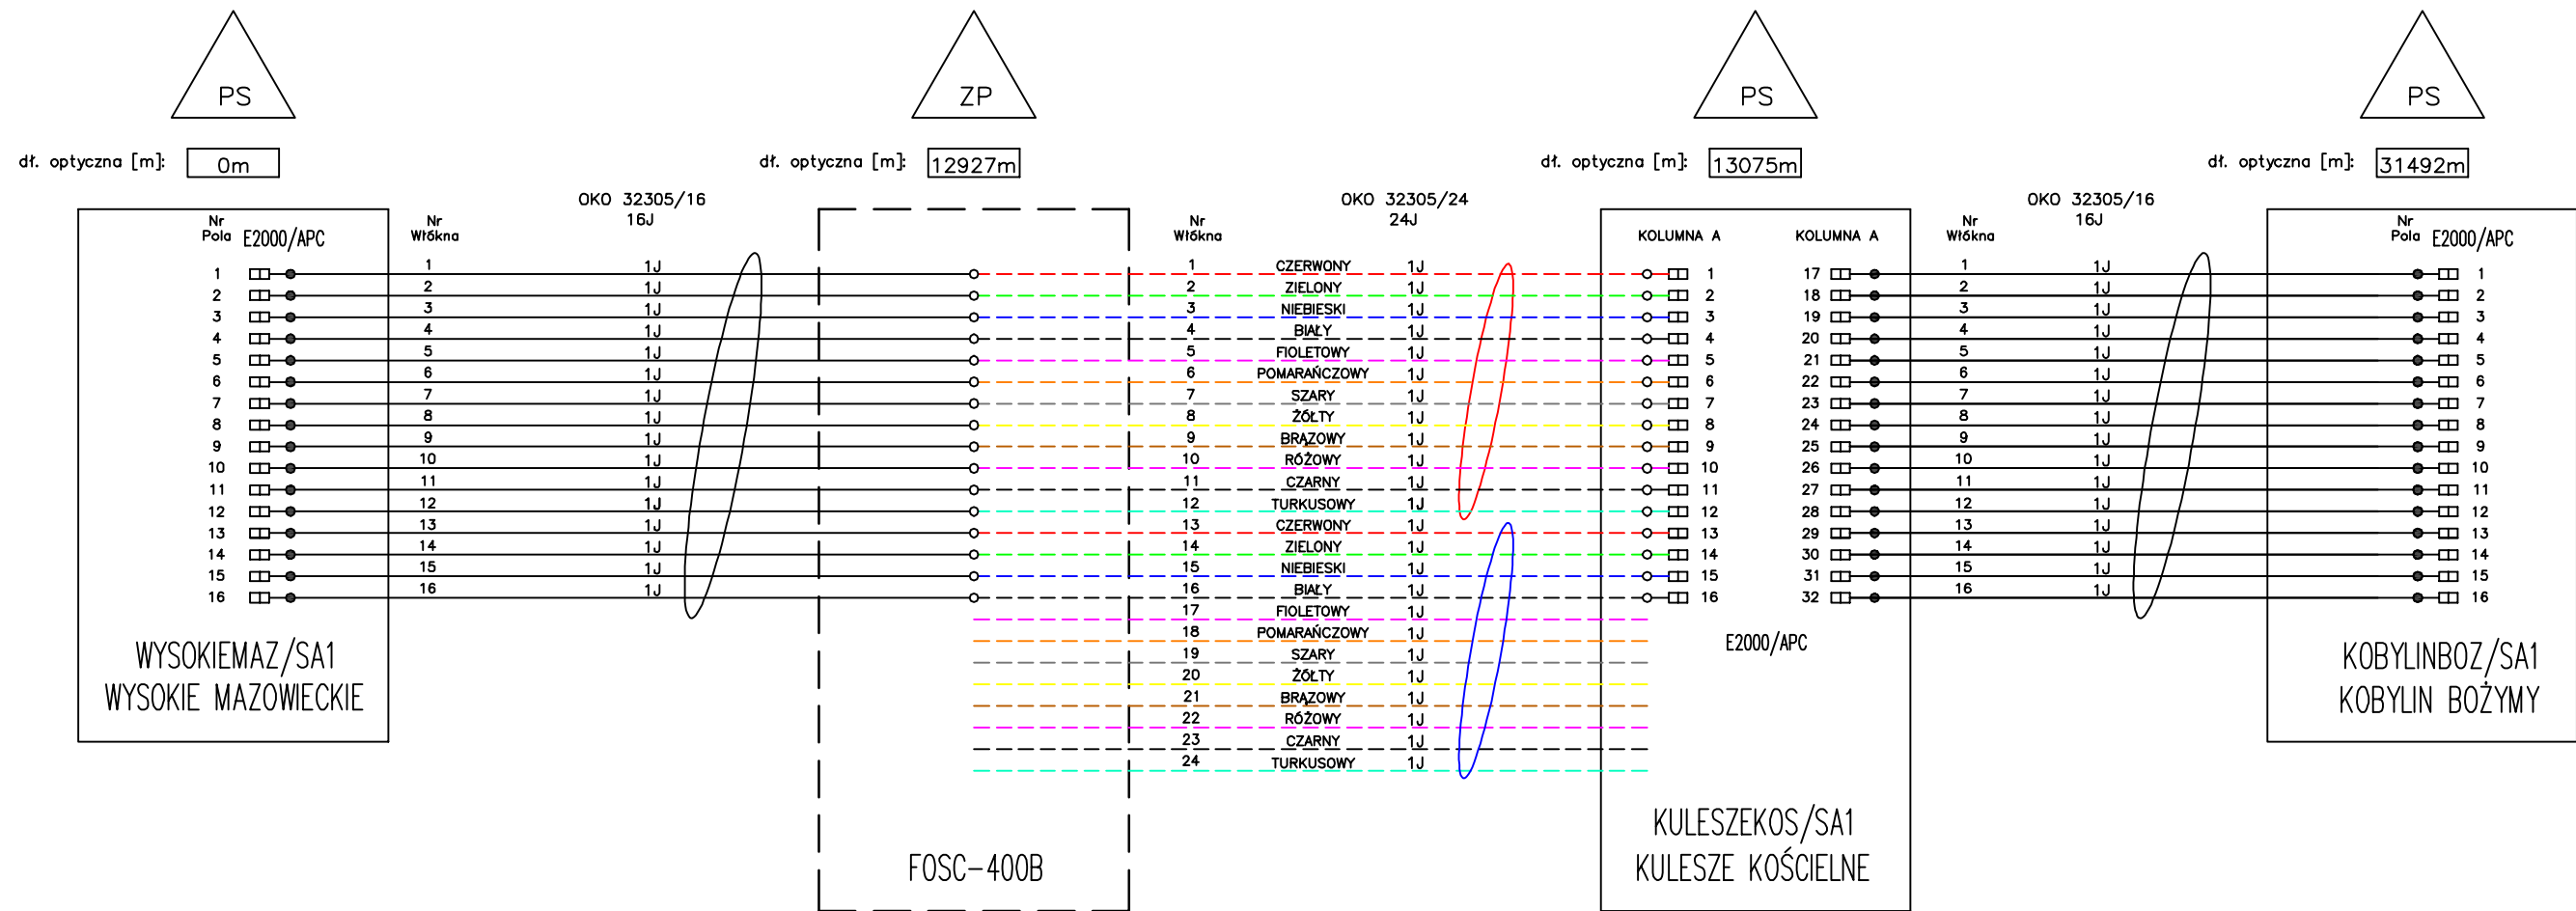 PS ZP PS PS
dł. optyczna [m]: 0m dł. optyczna [m]: 12927m dł. optyczna [m]: 13075m dł. optyczna [m]: 31492m
OKO 32305/16 OKO 32305/24 OKO 32305/16
16J 24J 16J
Nr Nr Nr Nr Nr
Pola E2000/APC Włókna Włókna KOLUMNA A KOLUMNA A Włókna Pola E2000/APC
1 1 1J 1 CZERWONY 1J 1 17 1 1J 1
2 2 1J 2 ZIELONY 1J 2 18 2 1J 2
3 3 1J 3 NIEBIESKI 1J 3 19 3 1J 3
4 4 1J 4 BIAŁY 1J 4 20 4 1J 4
5 5 1J 5 FIOLETOWY 1J 5 21 5 1J 5
6 6 1J 6 POMARAŃCZOWY 1J 6 22 6 1J 6
7 7 1J 7 SZARY 1J 7 23 7 1J 7
8 8 1J 8 ŻÓŁTY 1J 8 24 8 1J 8
9 9 1J 9 BRĄZOWY 1J 9 25 9 1J 9
10 10 1J 10 RÓŻOWY 1J 10 26 10 1J 10
11 11 1J 11 CZARNY 1J 11 27 11 1J 11
12 12 1J 12 TURKUSOWY 1J 12 28 12 1J 12
13 13 1J 13 CZERWONY 1J 13 29 13 1J 13
14 14 1J 14 ZIELONY 1J 14 30 14 1J 14
15 15 1J 15 NIEBIESKI 1J 15 31 15 1J 15
16 16 1J 16 BIAŁY 1J 16 32 16 1J 16
17 FIOLETOWY 1J
18 POMARAŃCZOWY 1J
19 SZARY 1J
20 ŻÓŁTY 1J
21 BRĄZOWY 1J
22 RÓŻOWY 1J
23 CZARNY 1J
24 TURKUSOWY 1J
E2000/APC
WYSOKIEMAZ/SA1
WYSOKIE MAZOWIECKIE
FOSC-400B
KULESZEKOS/SA1
KULESZE KOŚCIELNE
KOBYLINBOZ/SA1
KOBYLIN BOŻYMY